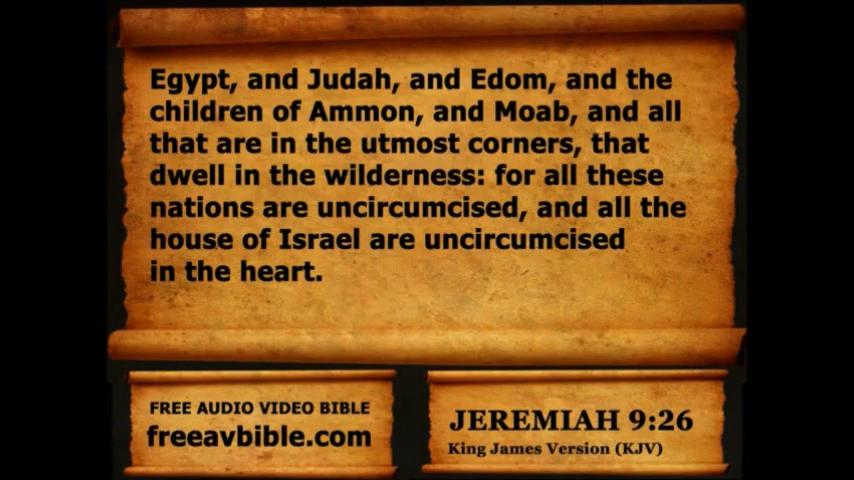 Egypt, and Judah, and Edom, and the
children of Ammon, and Moab, and all
that are in the utmost corners, that
dwell in the wilderness: for all these
nations are uncircumcised, and all the
house of Israel are uncircumcised
in the heart.
FREE AUDIO VIDEO BIBLE
freeavbible.com
JEREMIAH 9:26
King James Version (KJV)